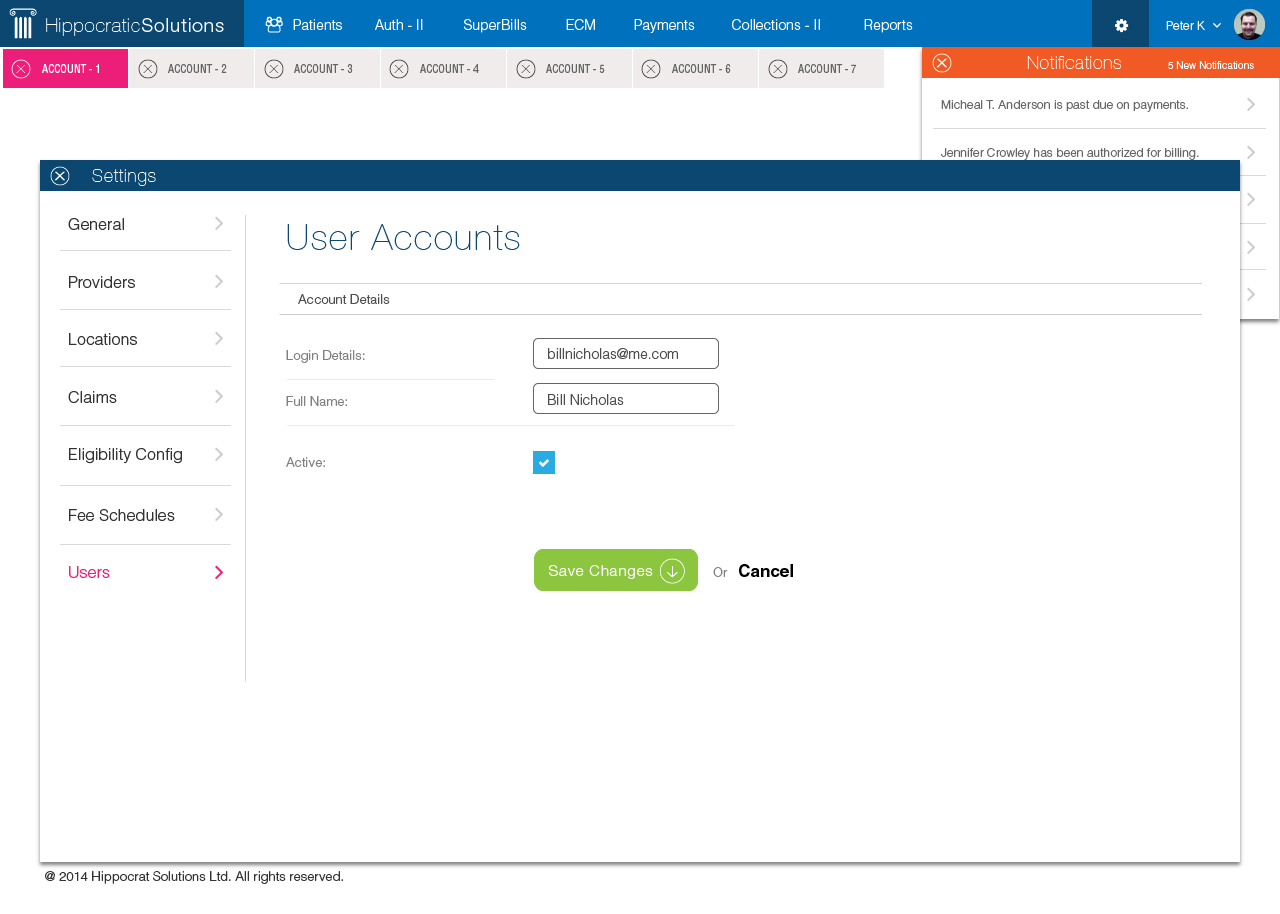 HippocraticSolutions
Patients
Auth - II
SuperBills
ECM
Payments
Collections - II
Reports
Peter K
ACCOUNT - 1
ACCOUNT - 2
ACCOUNT - 3
ACCOUNT - 4
ACCOUNT - 5
ACCOUNT - 6
ACCOUNT - 7
Notifications
5 New Notifications
Micheal T. Anderson is past due on payments.
Jennifer Crowley has been authorized for billing.
Settings
General
Providers
Locations
Claims
Eligibility Config
Fee Schedules
Users
User Accounts
Account Details
Login Details:
billnicholas@me.com
Full Name:
Bill Nicholas
Active:
Save Changes
Or
Cancel
@ 2014 Hippocrat Solutions Ltd. All rights reserved.